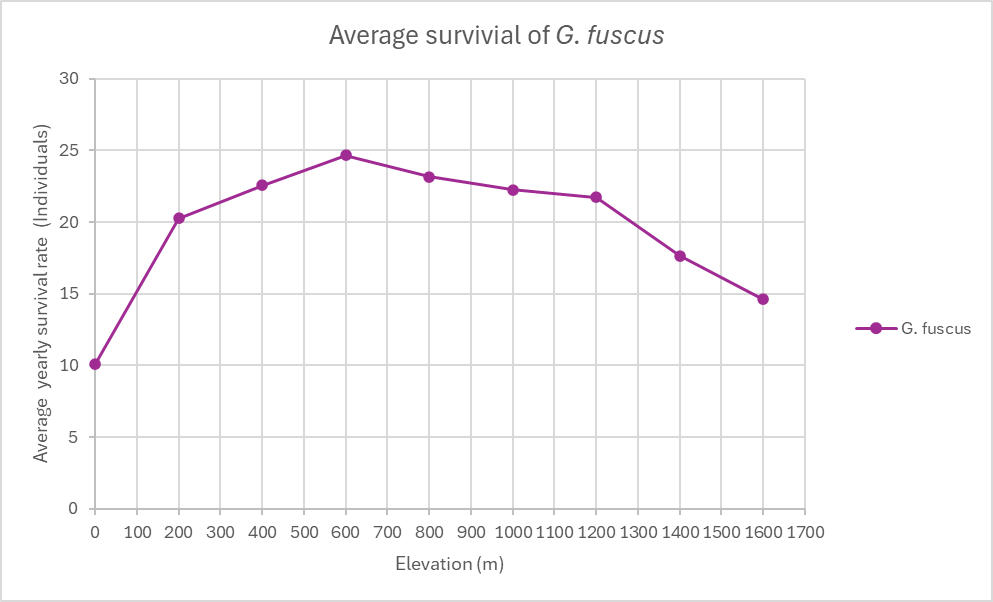 Average survivial of G. fuscus
30
25
20
15
10
5
0
Average yearly survival rate (Individuals)
0 100 200 300 400 500 600 700 800 900 1000 1100 1200 1300 1400 1500 1600 1700
Elevation (m)
G. fuscus